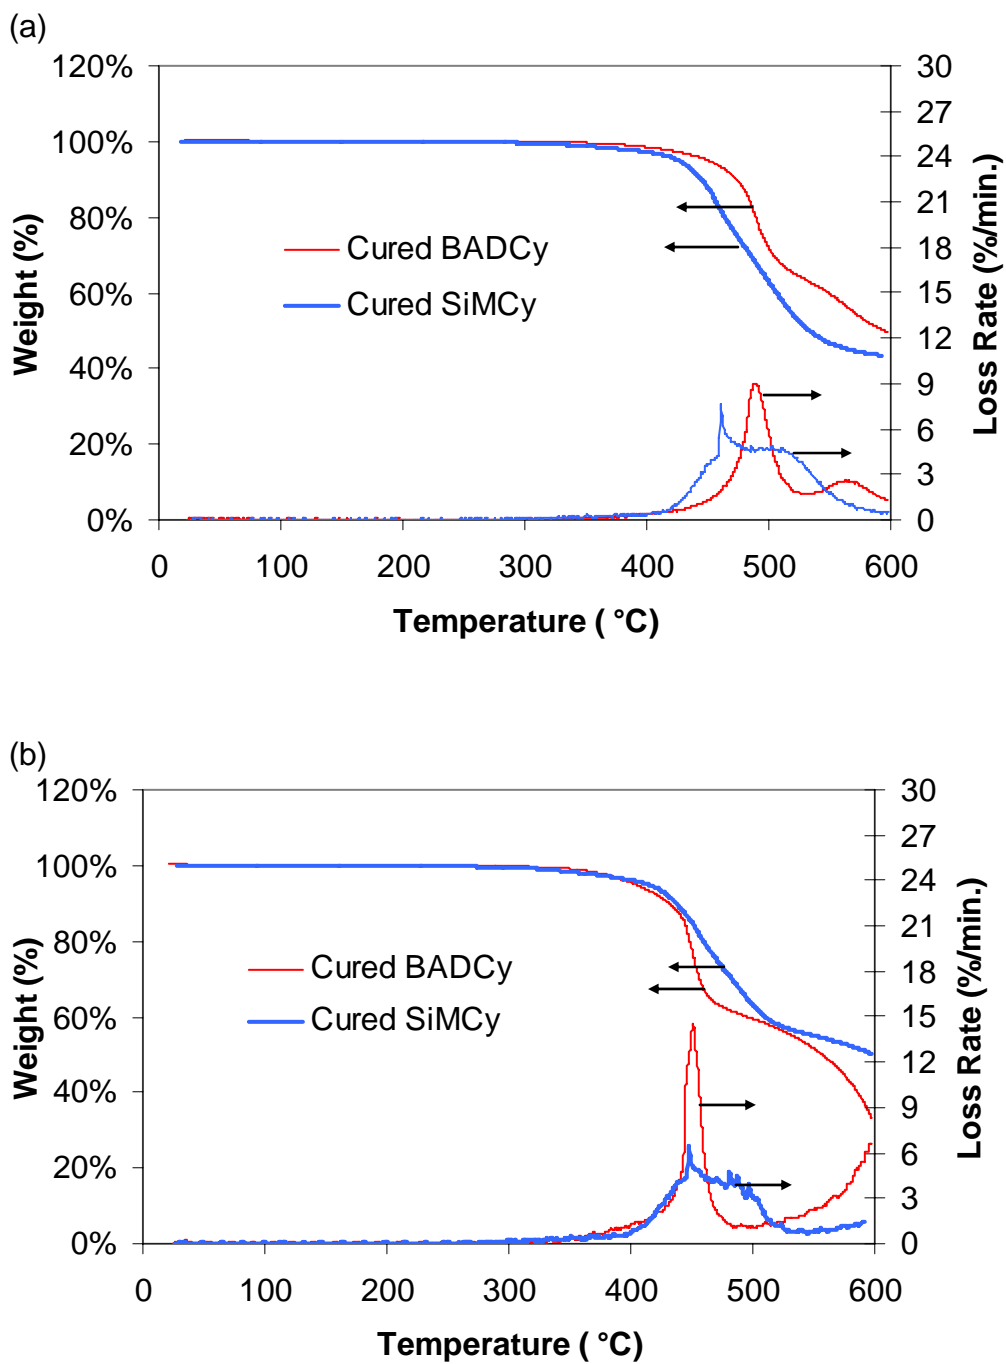 (a)
120%
100%
80%
60%
40%
20%
0%
Weight (%)
30
27
24
21
18
15
12
9
6
3
0
Loss Rate (%/min.)
Cured BADCy
Cured SiMCy
0 100 200 300 400 500 600
Temperature ( °C)
(b)
120%
100%
80%
60%
40%
20%
0%
Weight (%)
30
27
24
21
18
15
12
9
6
3
0
Loss Rate (%/min.)
Cured BADCy
Cured SiMCy
0 100 200 300 400 500 600
Temperature ( °C)